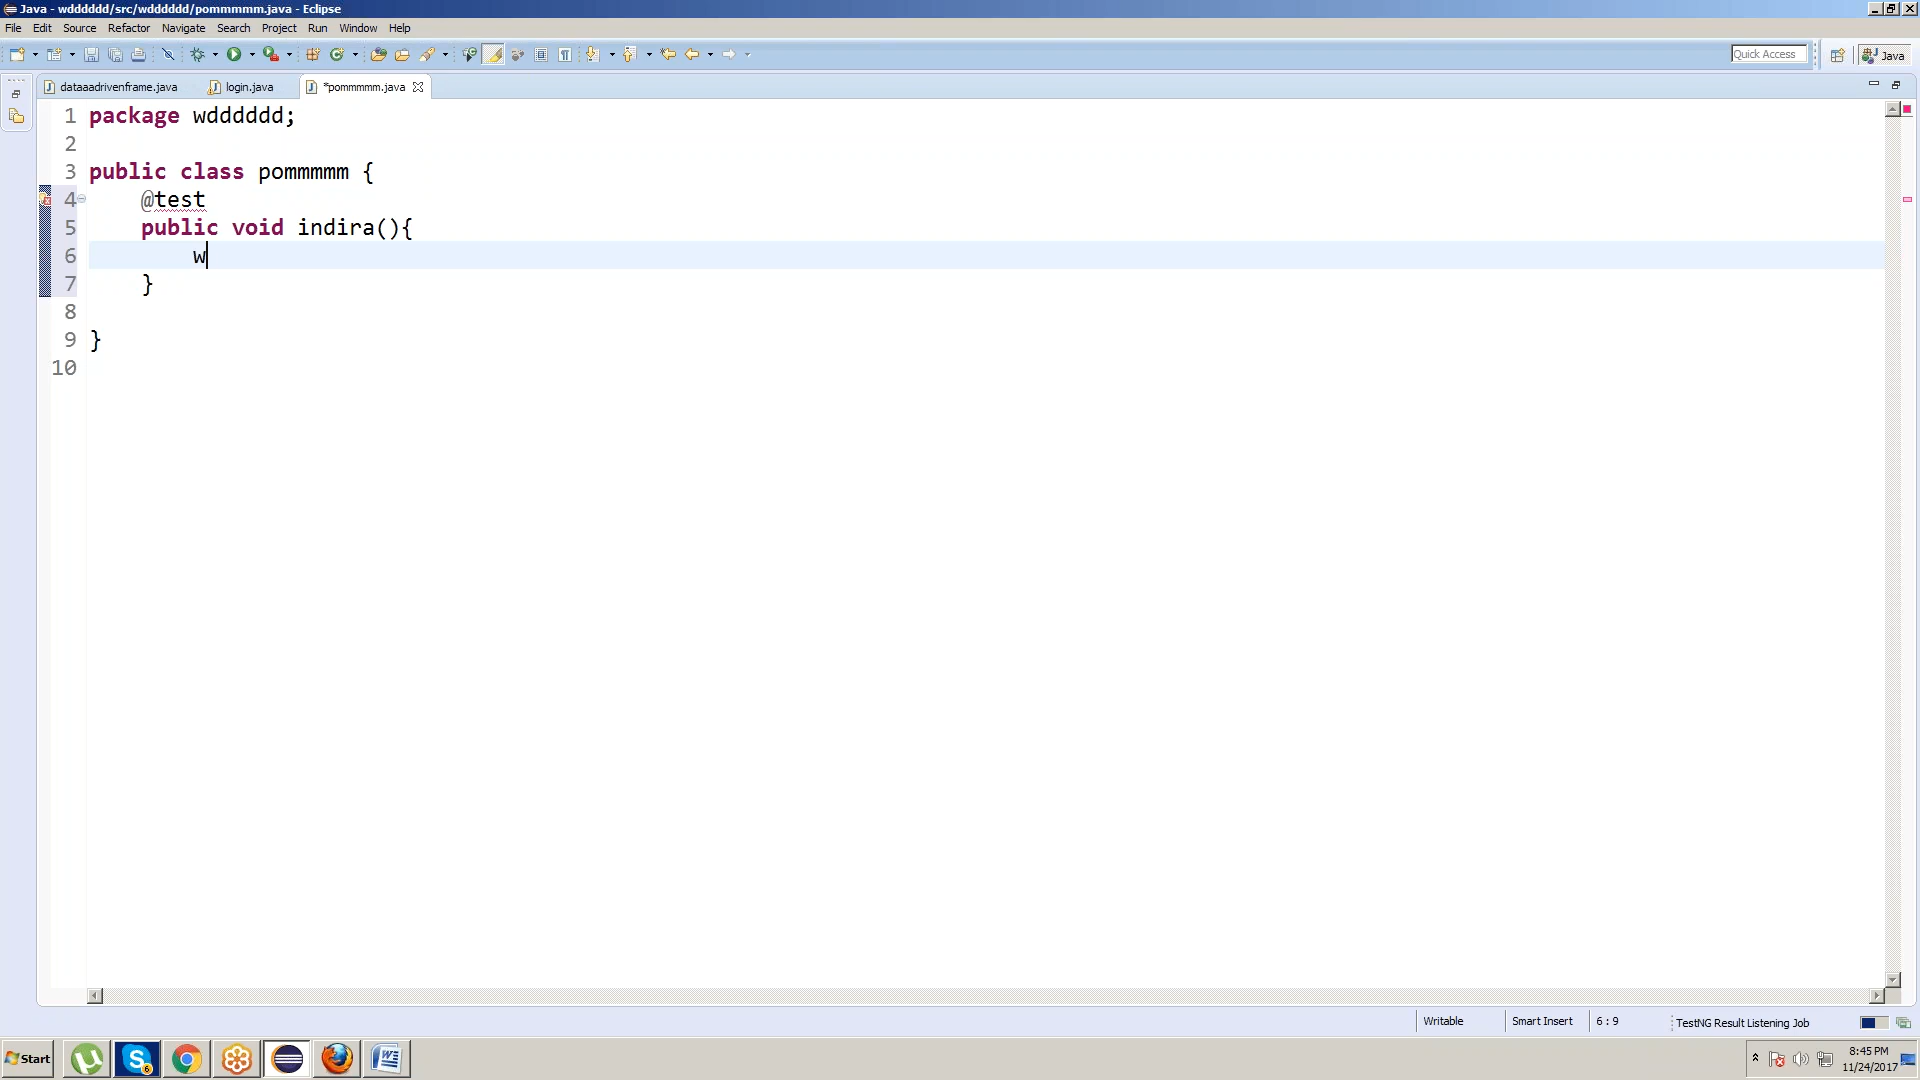 Java - wdddddd/src/wdddddd/pommmmm.java - Eclipse
File Edit Source Refactor Navigate Search Project Run Window Help
Quick Access Java
dataaadrivenframe.java login.java *pommmmm.java
1 package wdddddd;
2
3 public class pommmmm {
4 @test
5 public void indira(){
6 w
7 }
8
9 }
10
Writable Smart Insert 6 : 9 TestNG Result Listening Job
Start 8:45 PM
11/24/2017